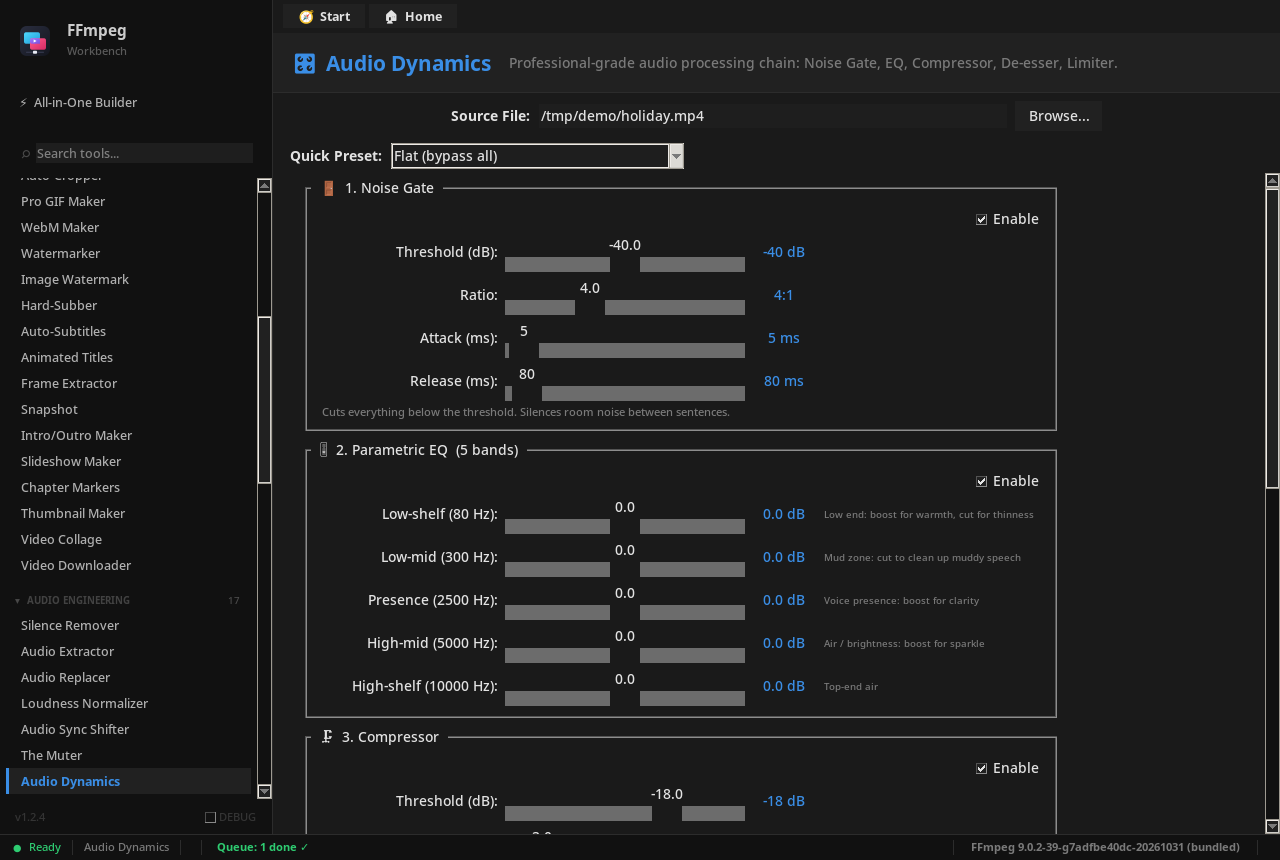 FFmpeg
Workbench
⚡ All-in-One Builder
Search tools...
Auto-Cropper
Pro GIF Maker
WebM Maker
Watermarker
Image Watermark
Hard-Subber
Auto-Subtitles
Animated Titles
Frame Extractor
Snapshot
Intro/Outro Maker
Slideshow Maker
Chapter Markers
Thumbnail Maker
Video Collage
Video Downloader
▾ AUDIO ENGINEERING 17
Silence Remover
Audio Extractor
Audio Replacer
Loudness Normalizer
Audio Sync Shifter
The Muter
Audio Dynamics
v1.2.4 DEBUG
Start Home
Audio Dynamics Professional-grade audio processing chain: Noise Gate, EQ, Compressor, De-esser, Limiter.
Source File: /tmp/demo/holiday.mp4 Browse...
Quick Preset: Flat (bypass all)
1. Noise Gate
Enable
-40.0
Threshold (dB): -40 dB
4.0
Ratio: 4:1
5
Attack (ms): 5 ms
80
Release (ms): 80 ms
Cuts everything below the threshold. Silences room noise between sentences.
2. Parametric EQ (5 bands)
Enable
0.0
Low-shelf (80 Hz): 0.0 dB Low end: boost for warmth, cut for thinness
0.0
Low-mid (300 Hz): 0.0 dB Mud zone: cut to clean up muddy speech
0.0
Presence (2500 Hz): 0.0 dB Voice presence: boost for clarity
0.0
High-mid (5000 Hz): 0.0 dB Air / brightness: boost for sparkle
0.0
High-shelf (10000 Hz): 0.0 dB Top-end air
3. Compressor
Enable
-18.0
Threshold (dB): -18 dB
● Ready Audio Dynamics Queue: 1 done ✓ FFmpeg 9.0.2-39-g7adfbe40dc-20261031 (bundled)